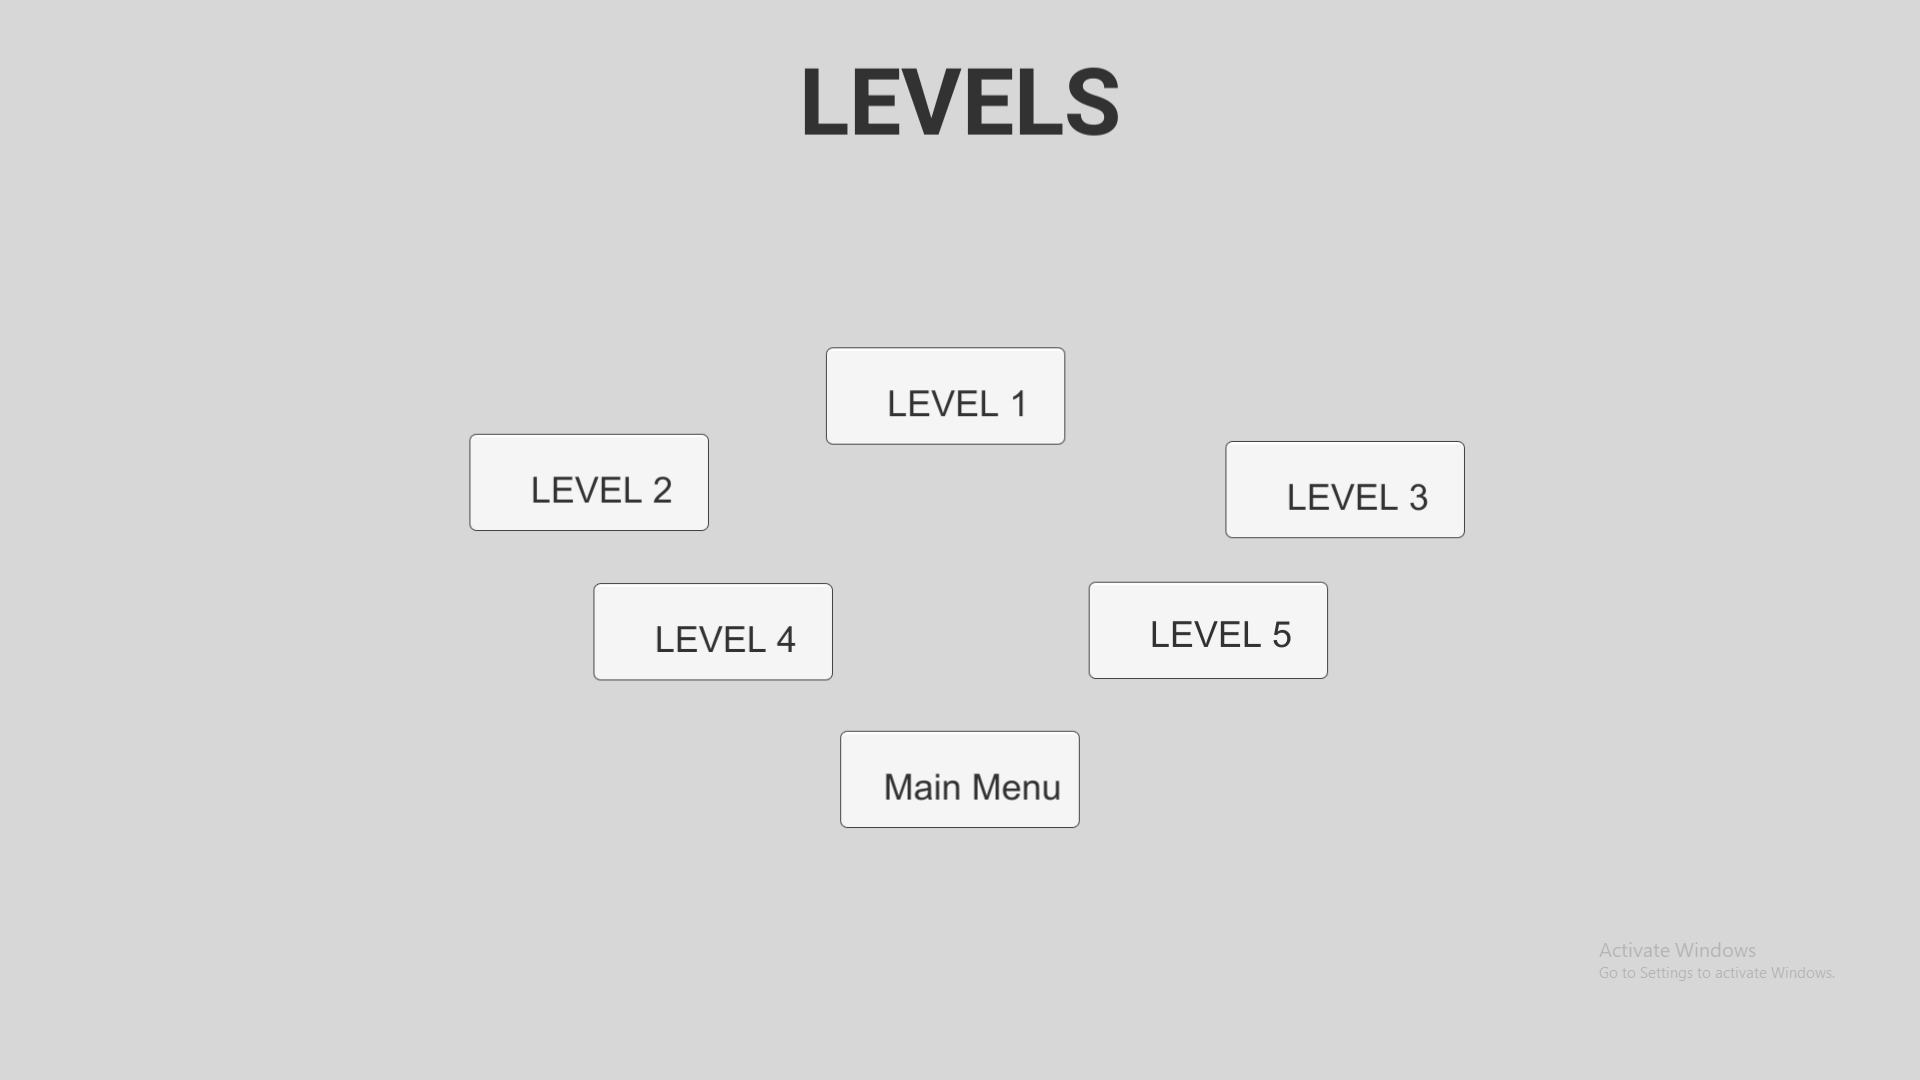 LEVELS
LEVEL 1
LEVEL 2
LEVEL 3
LEVEL 4
LEVEL 5
Main Menu
Activate Windows
Go to Settings to activate Windows.